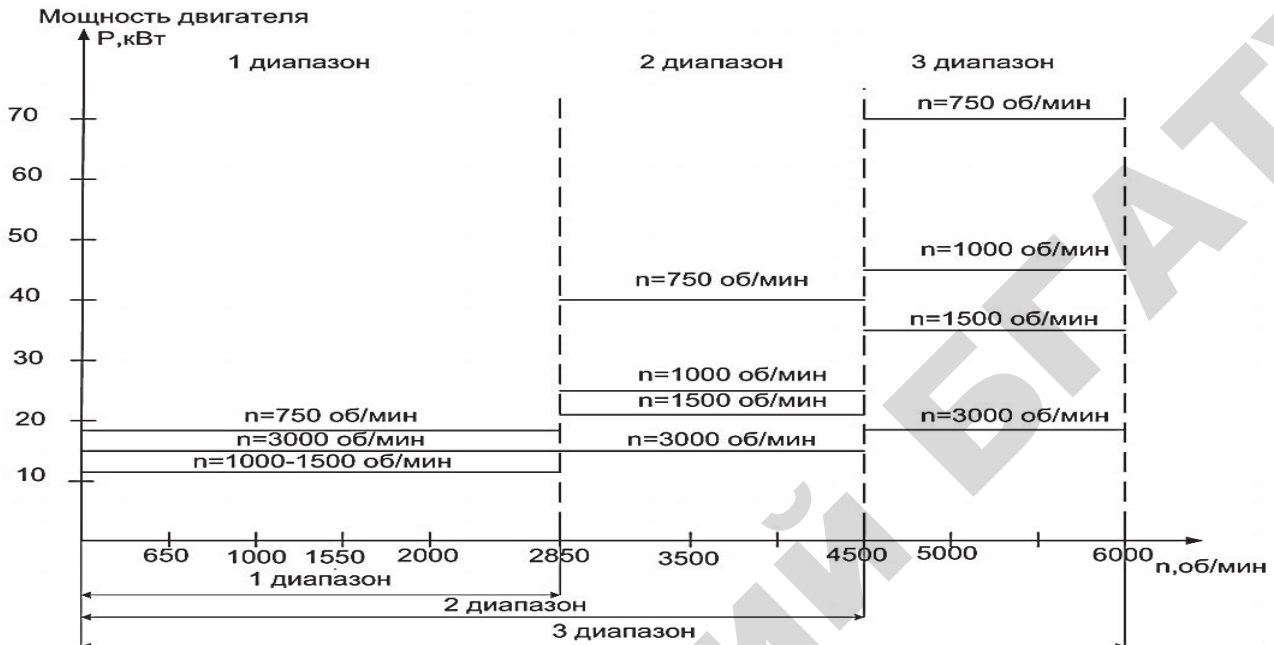 Мощность двигателя
Р,кВт
1 диапазон 2 диапазон 3 диапазон
70
n=750 об/мин
60
50
n=1000 об/мин
n=750 об/мин
40
n=1500 об/мин
30
n=1000 об/мин
n=1500 об/мин
20
n=750 об/мин
n=3000 об/мин
n=3000 об/мин
n=3000 об/мин
n=1000-1500 об/мин
10
650 1000 1550 2000 2850 3500 4500 5000 6000 n,об/мин
1 диапазон
2 диапазон
3 диапазон
ИЙ БГАТ